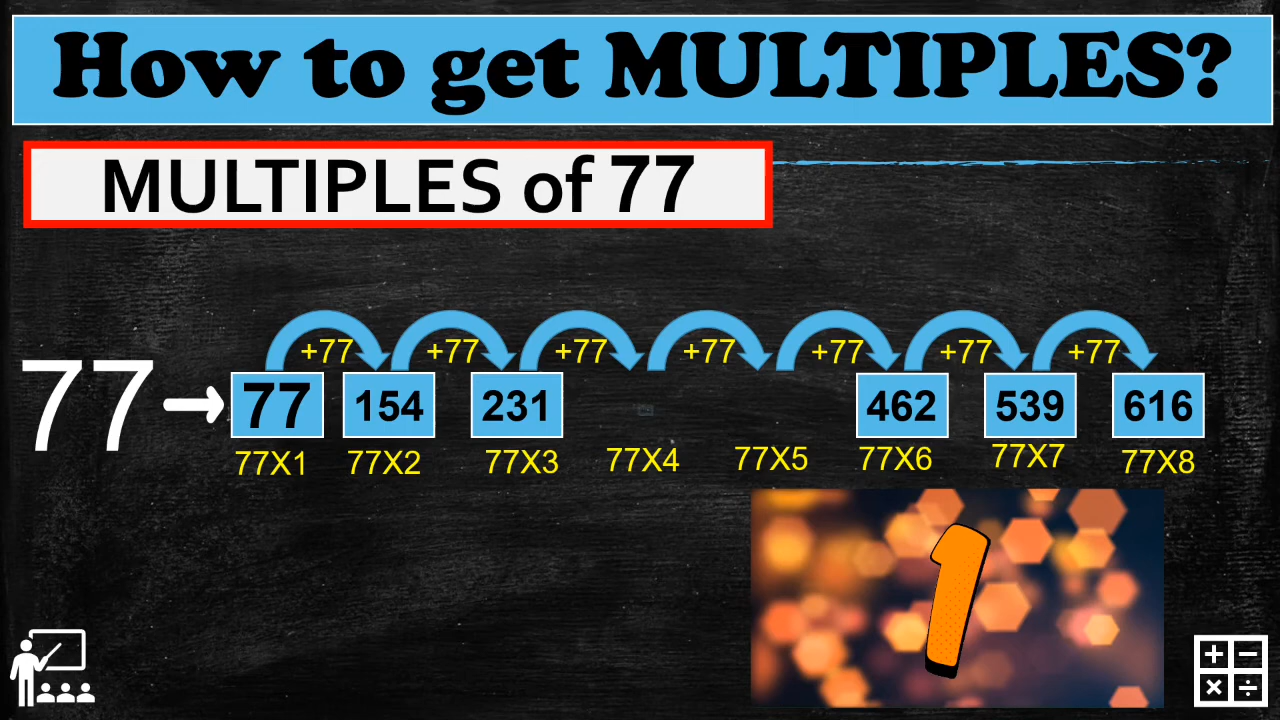 How to get MULTIPLES?
MULTIPLES of 77
+77 +77 +77 +77 +77 +77 +77
77 77 154 231 462 539 616
77X1 77X2 77X3 77X4 77X5 77X6 77X7 77X8
1
+ −
× ÷